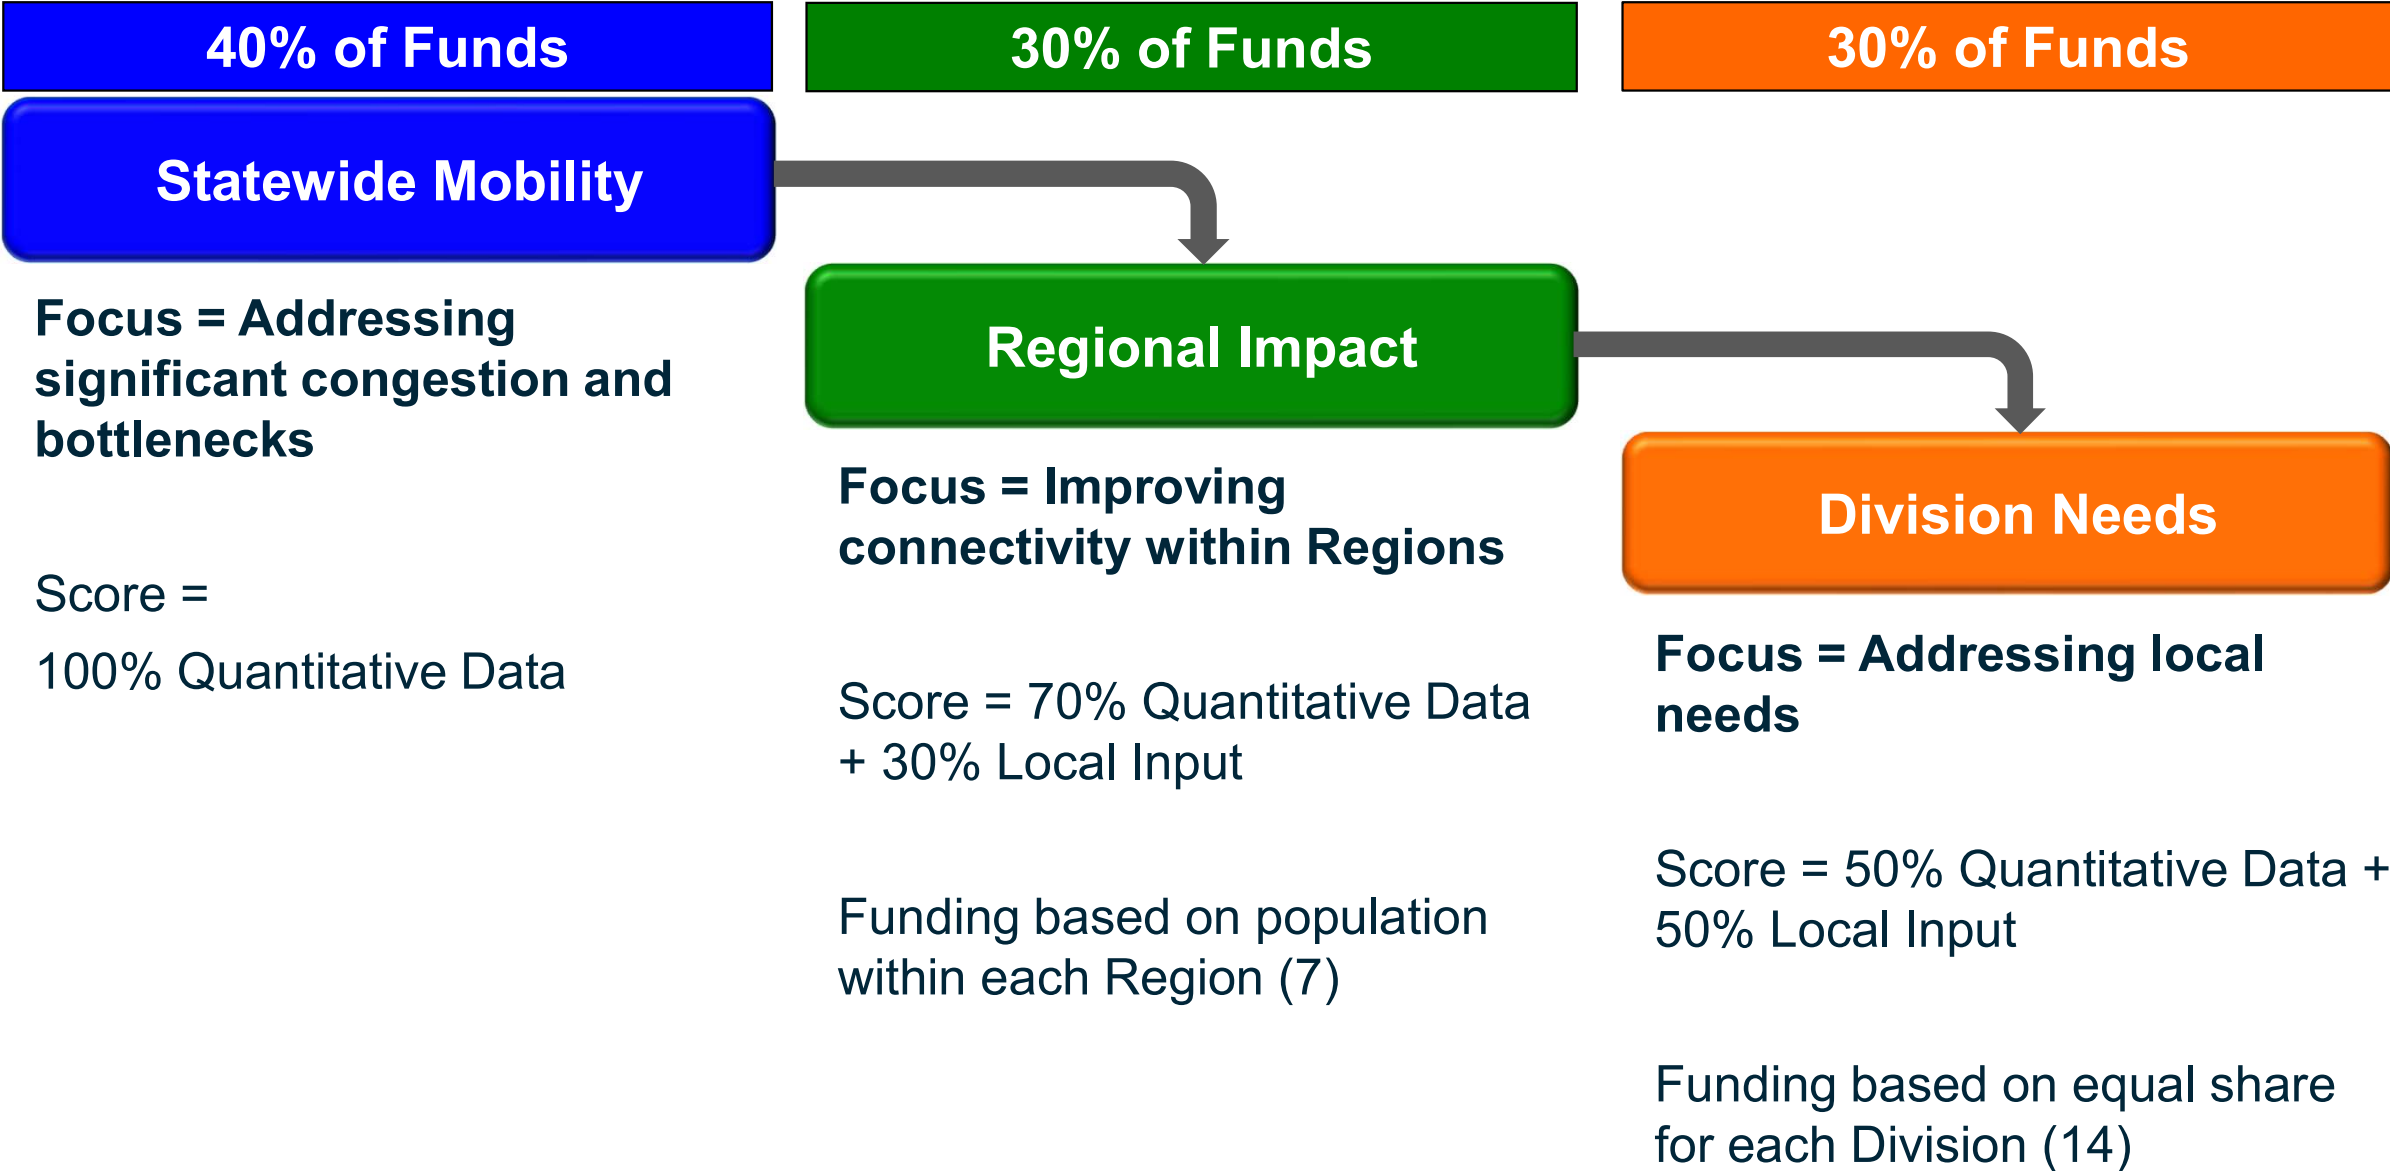 40% of Funds
Statewide Mobility
Focus = Addressing
significant congestion and
bottlenecks
Score =
100% Quantitative Data
30% of Funds
Regional Impact
Focus = Improving
connectivity within Regions
Score = 70% Quantitative Data
+ 30% Local Input
Funding based on population
within each Region (7)
30% of Funds
Division Needs
Focus = Addressing local
needs
Score = 50% Quantitative Data +
50% Local Input
Funding based on equal share
for each Division (14)